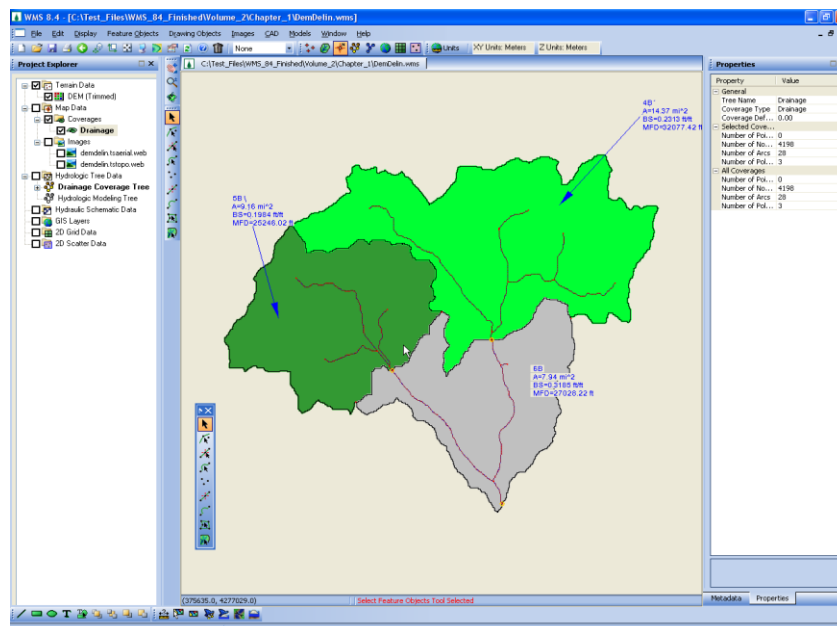 WMS 8.4 - [C:\Test_Files\WMS_84_Finished\Volume_2\Chapter_1\DemDelin.wms]
File Edit Display Feature Objects Drawing Objects Images CAD Models Window Help
None Units XY Units: Meters Z Units: Meters
Project Explorer
C:\Test_Files\WMS_84_Finished\Volume_2\Chapter_1\DemDelin.wms
Properties
Terrain Data
DEM (Trimmed)
Map Data
Coverages
Drainage
Images
demdelin.tsaerial.web
demdelin.tstopo.web
Hydrologic Tree Data
Drainage Coverage Tree
Hydrologic Modeling Tree
Hydraulic Schematic Data
GIS Layers
2D Grid Data
2D Scatter Data
4B
A=14.37 mi^2
BS=0.2313 ft/ft
MFD=32077.42 ft
5B
A=9.16 mi^2
BS=0.1984 ft/ft
MFD=25246.02 ft
6B
A=7.94 mi^2
BS=0.3185 ft/ft
MFD=27028.22 ft
Property Value
General
Tree Name Drainage
Coverage Type Drainage
Coverage Def... 0.00
Selected Cove...
Number of Poi... 0
Number of No... 4198
Number of Arcs 28
Number of Pol... 3
All Coverages
Number of Poi... 0
Number of No... 4198
Number of Arcs 28
Number of Pol... 3
Metadata Properties
(375635.0, 4277029.0) Select Feature Objects Tool Selected
T